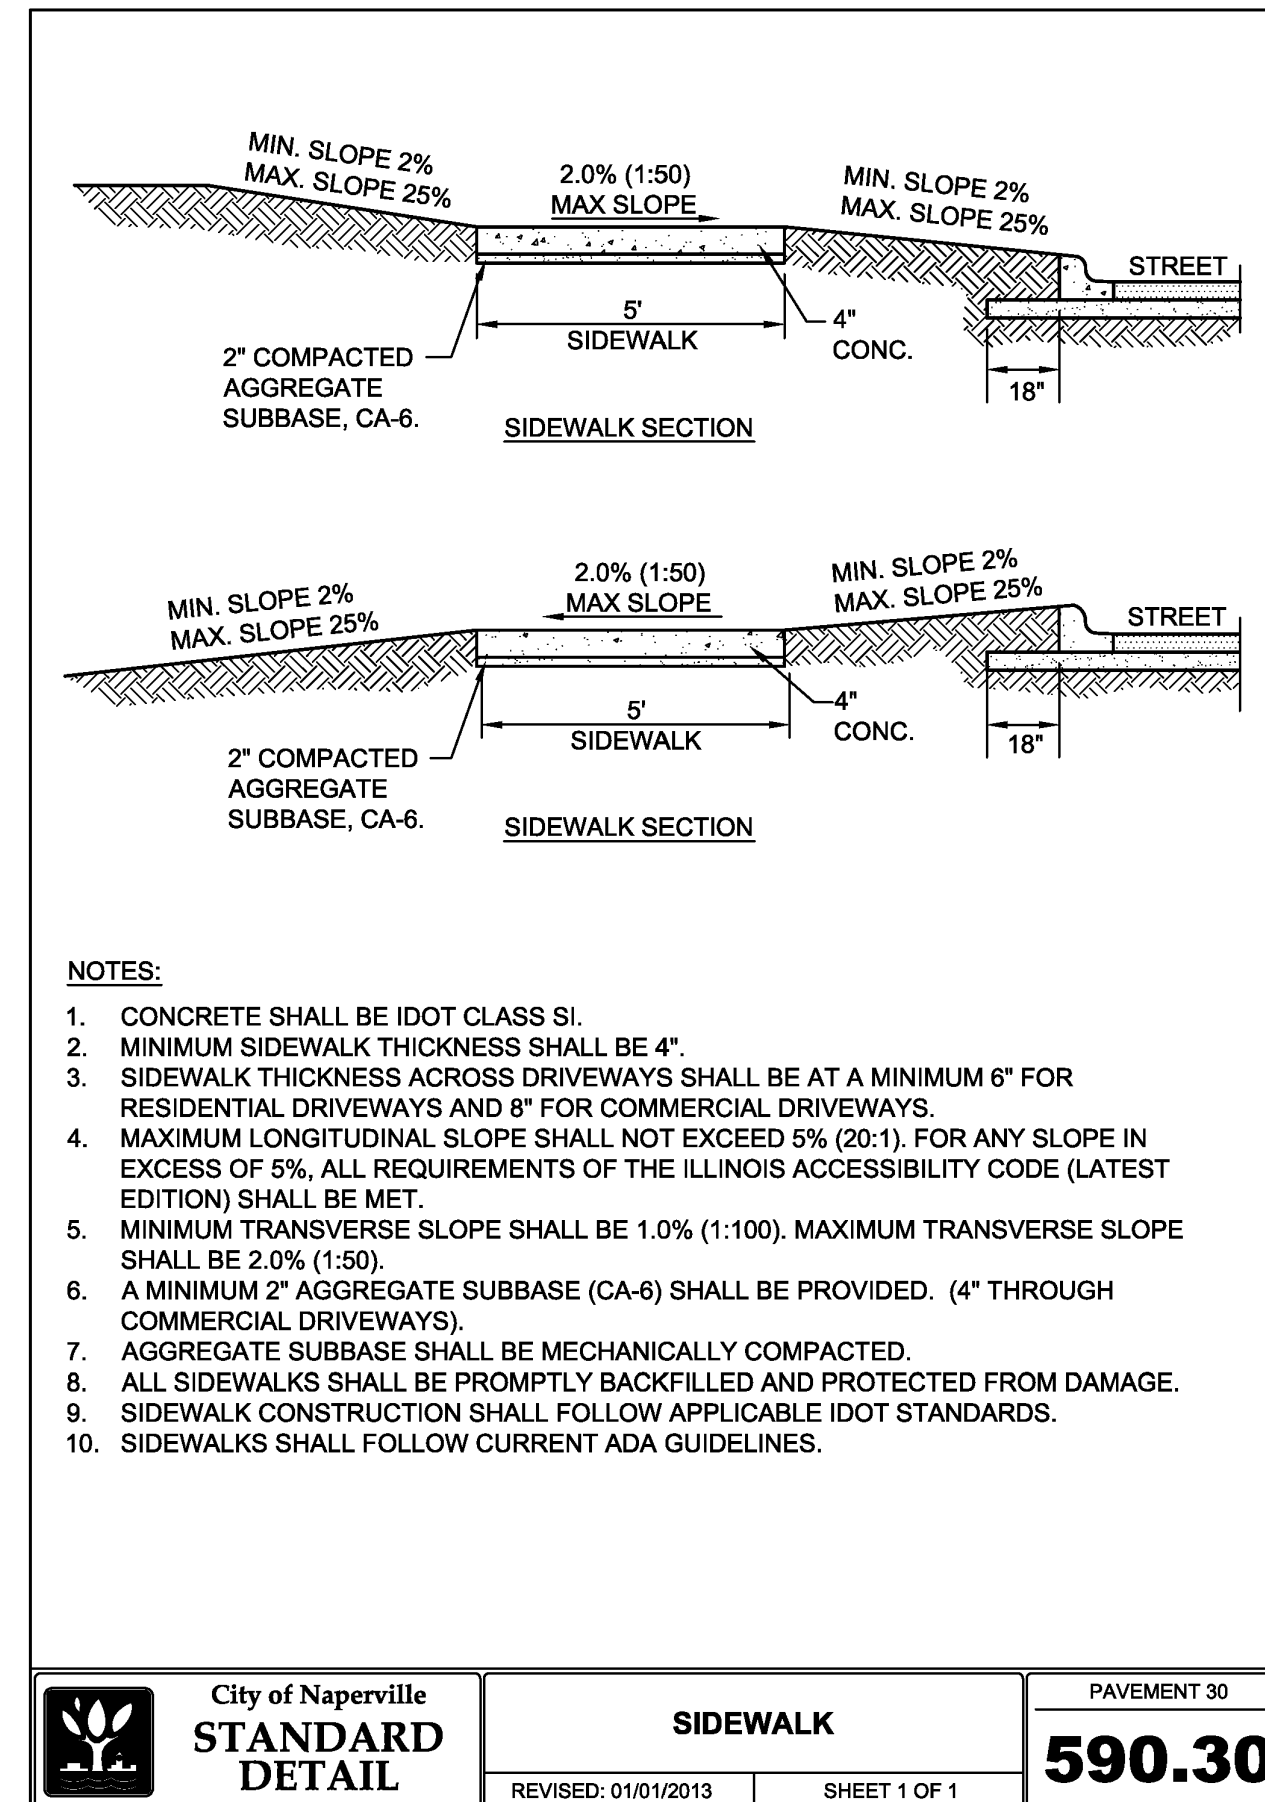 MIN. SLOPE 2%
MAX. SLOPE 25%
2.0% (1:50)
MAX SLOPE
MIN. SLOPE 2%
MAX. SLOPE 25%
STREET
5'
SIDEWALK
4"
CONC.
2" COMPACTED
AGGREGATE
SUBBASE, CA-6.
18"
SIDEWALK SECTION
MIN. SLOPE 2%
MAX. SLOPE 25%
2.0% (1:50)
MAX SLOPE
MIN. SLOPE 2%
MAX. SLOPE 25%
STREET
5'
SIDEWALK
4"
CONC.
18"
2" COMPACTED
AGGREGATE
SUBBASE, CA-6.
SIDEWALK SECTION
NOTES:
1. CONCRETE SHALL BE IDOT CLASS SI.
2. MINIMUM SIDEWALK THICKNESS SHALL BE 4".
3. SIDEWALK THICKNESS ACROSS DRIVEWAYS SHALL BE AT A MINIMUM 6" FOR
RESIDENTIAL DRIVEWAYS AND 8" FOR COMMERCIAL DRIVEWAYS.
4. MAXIMUM LONGITUDINAL SLOPE SHALL NOT EXCEED 5% (20:1). FOR ANY SLOPE IN
EXCESS OF 5%, ALL REQUIREMENTS OF THE ILLINOIS ACCESSIBILITY CODE (LATEST
EDITION) SHALL BE MET.
5. MINIMUM TRANSVERSE SLOPE SHALL BE 1.0% (1:100). MAXIMUM TRANSVERSE SLOPE
SHALL BE 2.0% (1:50).
6. A MINIMUM 2" AGGREGATE SUBBASE (CA-6) SHALL BE PROVIDED. (4" THROUGH
COMMERCIAL DRIVEWAYS).
7. AGGREGATE SUBBASE SHALL BE MECHANICALLY COMPACTED.
8. ALL SIDEWALKS SHALL BE PROMPTLY BACKFILLED AND PROTECTED FROM DAMAGE.
9. SIDEWALK CONSTRUCTION SHALL FOLLOW APPLICABLE IDOT STANDARDS.
10. SIDEWALKS SHALL FOLLOW CURRENT ADA GUIDELINES.
City of Naperville
STANDARD
DETAIL
SIDEWALK
REVISED: 01/01/2013
SHEET 1 OF 1
PAVEMENT 30
590.30